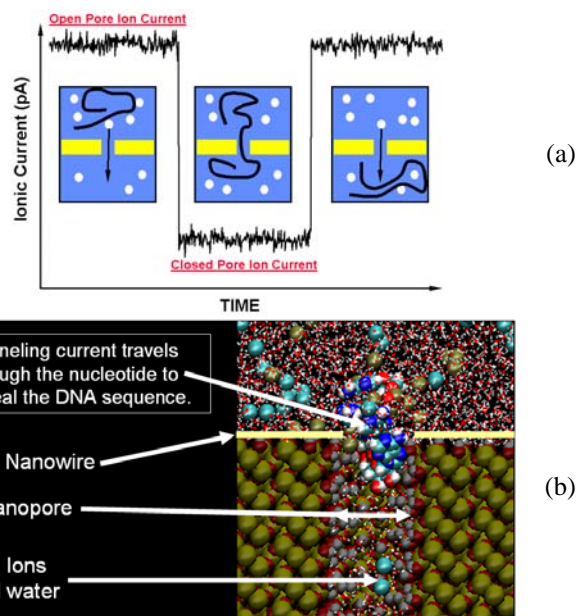 Open Pore Ion Current
Ionic Current (pA)
Closed Pore Ion Current
TIME
(a)
neling current travels
ugh the nucleotide to
eal the DNA sequence.
Nanowire
anopore
Ions
water
(b)